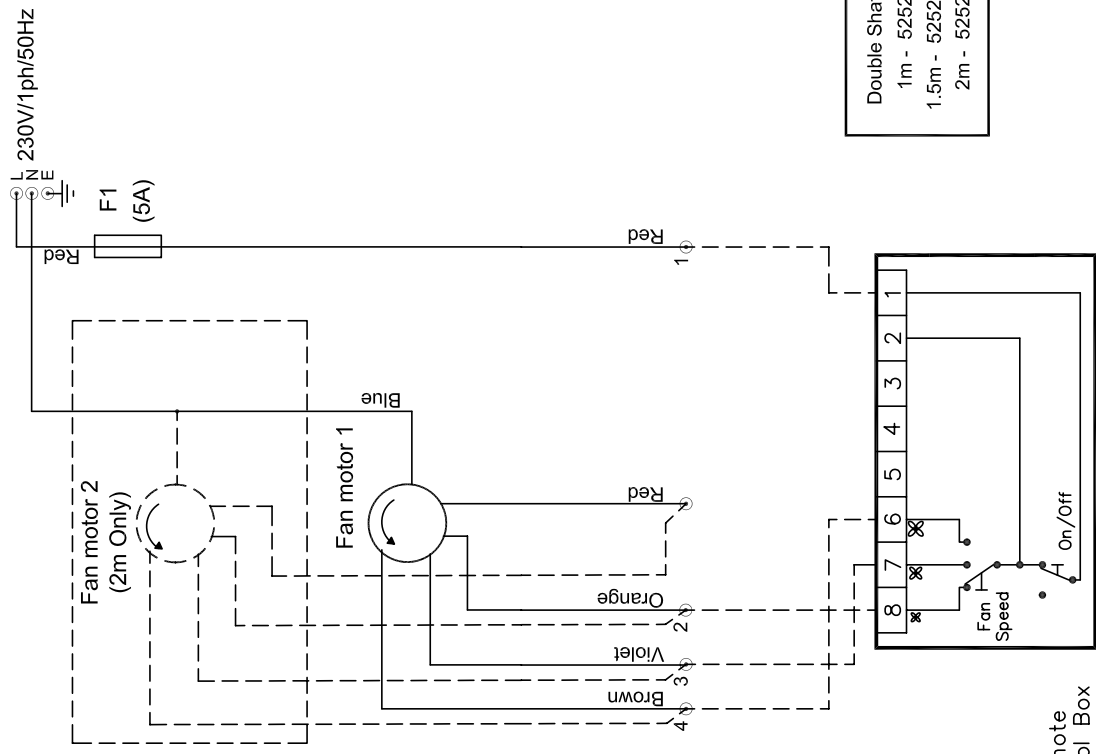 L
N
E
230V/1ph/50Hz
F1
(5A)
Red
Red
1
Blue
Fan motor 2
(2m Only)
Fan motor 1
Red
Orange
2
Violet
3
Brown
4
1
2
3
4
5
6
7
8
On/Off
Fan
Speed
Double Shaf
1m - 5252
1.5m - 5252
2m - 5252
note
ol Box